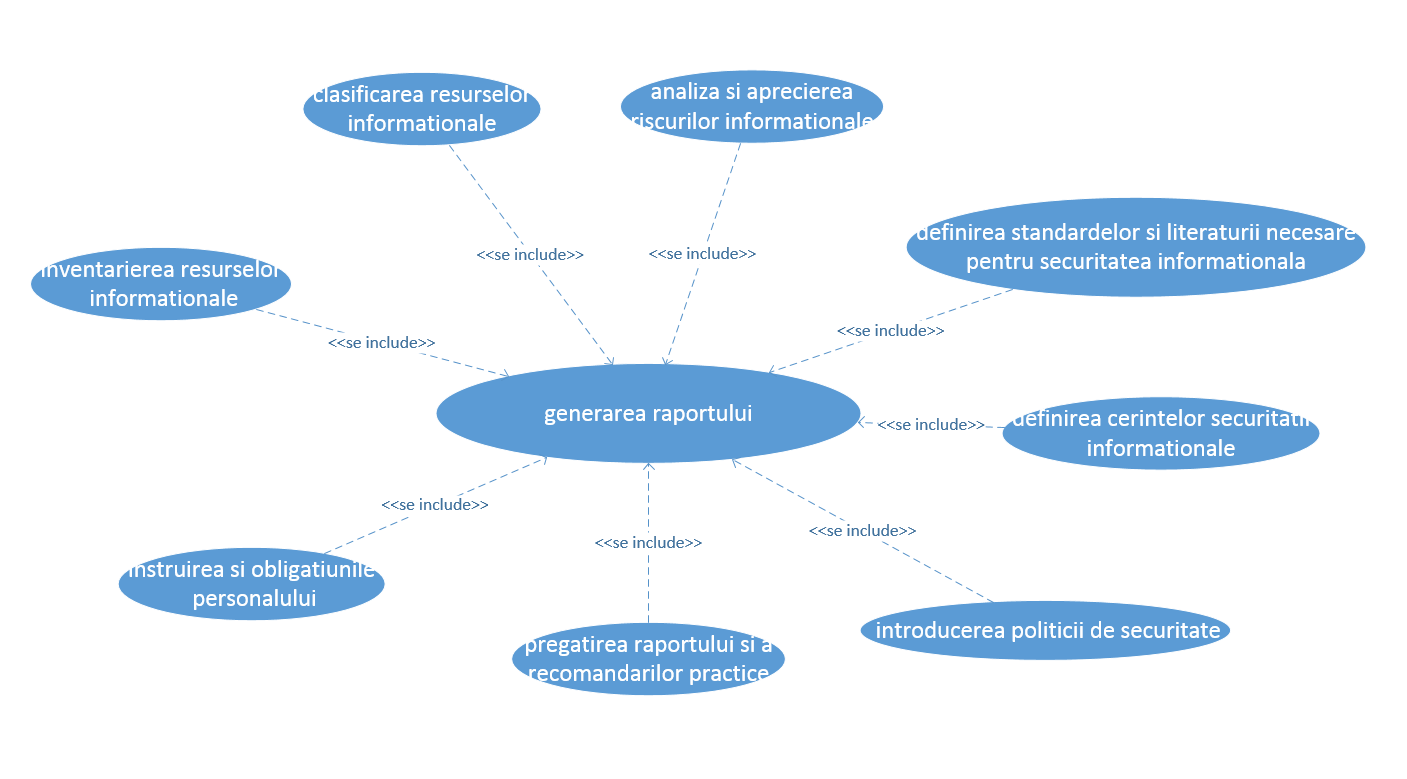 clasificarea resurselor
informationale
analiza si aprecierea
riscurilor informationale
definirea standardelor si literaturii necesare
pentru securitatea informationala
<<se include>>
<<se include>>
inventarierea resurselor
informationale
<<se include>>
<<se include>>
generarea raportului
definirea cerintelor securitatii
informationale
<<se include>>
<<se include>>
<<se include>>
<<se include>>
instruirea si obligatiunile
personalului
introducerea politicii de securitate
pregatirea raportului si a
recomandarilor practice